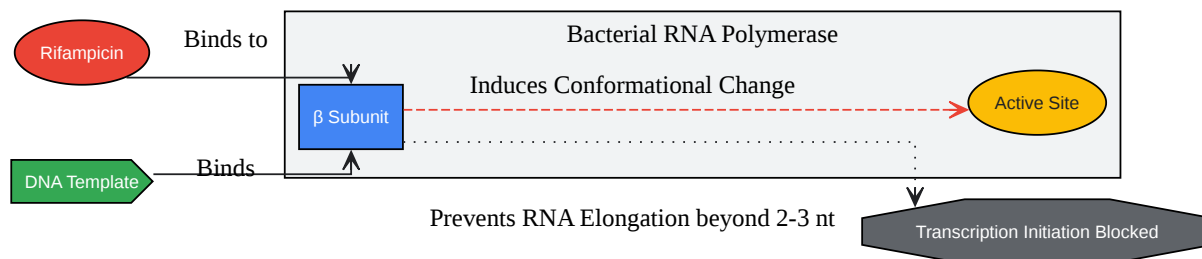 Bacterial RNA Polymerase
Rifampicin
Binds to
Induces Conformational Change
β Subunit
Active Site
DNA Template
Binds
Prevents RNA Elongation beyond 2-3 nt
Transcription Initiation Blocked